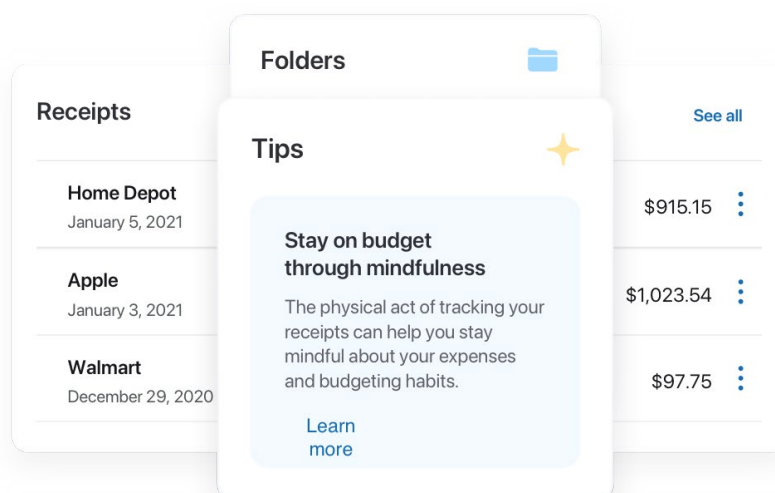 Folders
Receipts
See all
Tips
Home Depot
January 5, 2021
$915.15
Apple
January 3, 2021
$1,023.54
Walmart
December 29, 2020
$97.75
Stay on budget
through mindfulness
The physical act of tracking your
receipts can help you stay
mindful about your expenses
and budgeting habits.
Learn
more